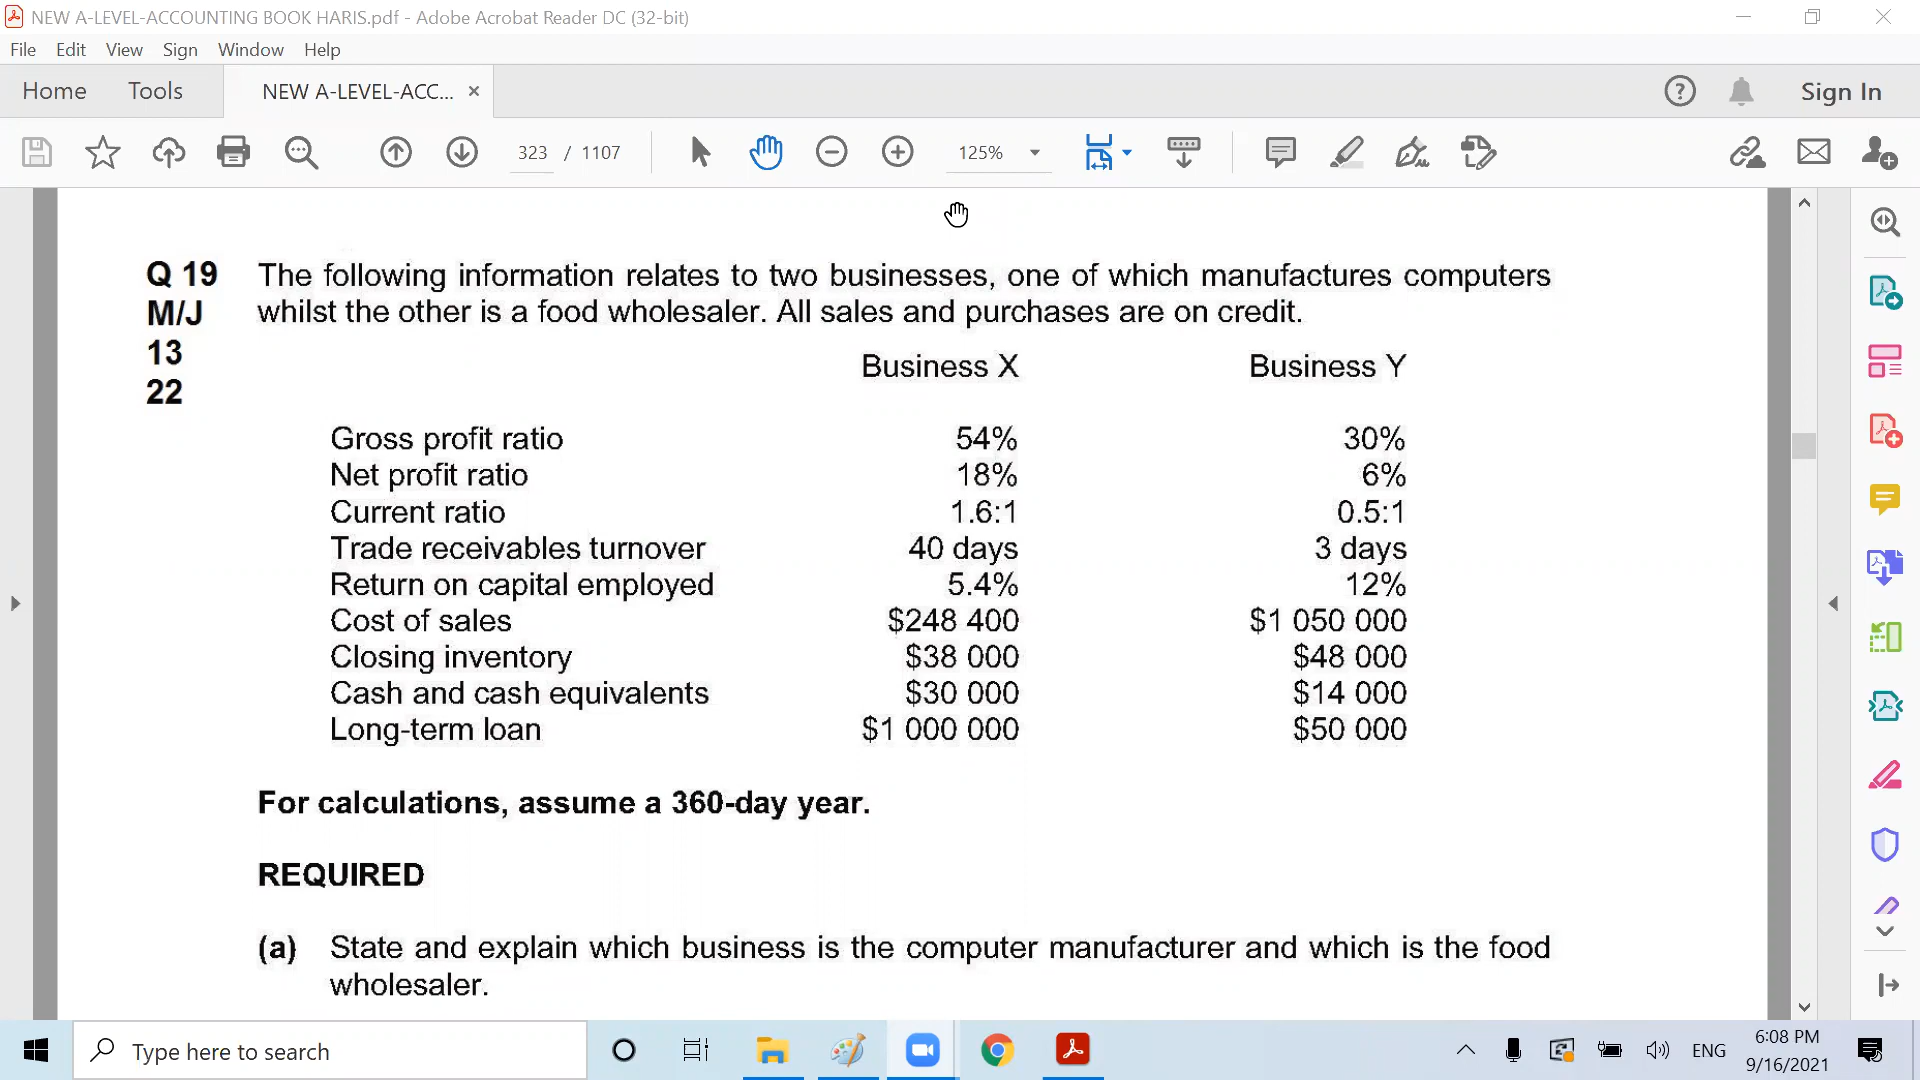 NEW A-LEVEL-ACCOUNTING BOOK HARIS.pdf - Adobe Acrobat Reader DC (32-bit)
File Edit View Sign Window Help
Home Tools NEW A-LEVEL-ACC... × Sign In
323 / 1107 125%
Q 19 The following information relates to two businesses, one of which manufactures computers
M/J whilst the other is a food wholesaler. All sales and purchases are on credit.
13
Business X Business Y
22
Gross profit ratio 54% 30%
Net profit ratio 18% 6%
Current ratio 1.6:1 0.5:1
Trade receivables turnover 40 days 3 days
Return on capital employed 5.4% 12%
Cost of sales $248 400 $1 050 000
Closing inventory $38 000 $48 000
Cash and cash equivalents $30 000 $14 000
Long-term loan $1 000 000 $50 000
For calculations, assume a 360-day year.
REQUIRED
(a) State and explain which business is the computer manufacturer and which is the food
wholesaler.
Type here to search
ENG
6:08 PM
9/16/2021